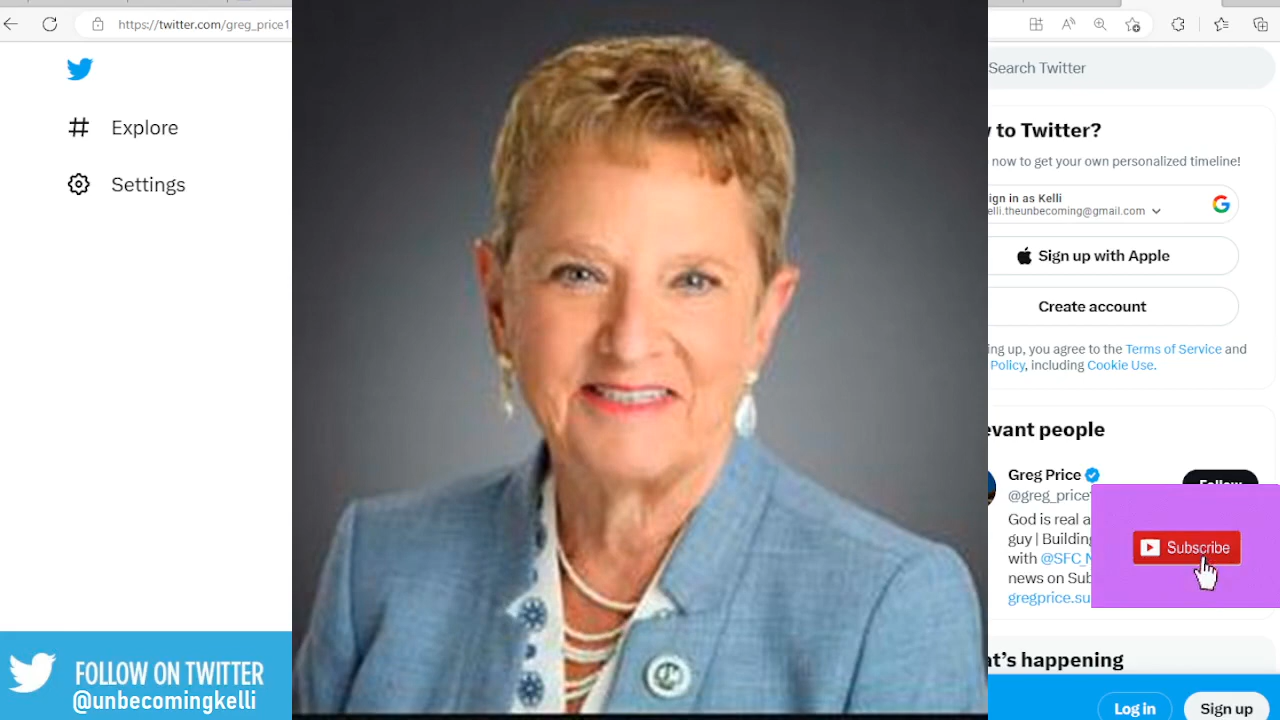 https://twitter.com/greg_price1
Explore
Settings
FOLLOW ON TWITTER
@unbecomingkelli
Search Twitter
to Twitter?
now to get your own personalized timeline!
ign in as Kelli
elli.theunbecoming@gmail.com
Sign up with Apple
Create account
ing up, you agree to the Terms of Service and
Policy, including Cookie Use.
evant people
Greg Price
Follow
@greg_price
God is real a
guy | Building
with @SFC_N
news on Sub
gregprice.su
Subscribe
at's happening
Log in
Sign up